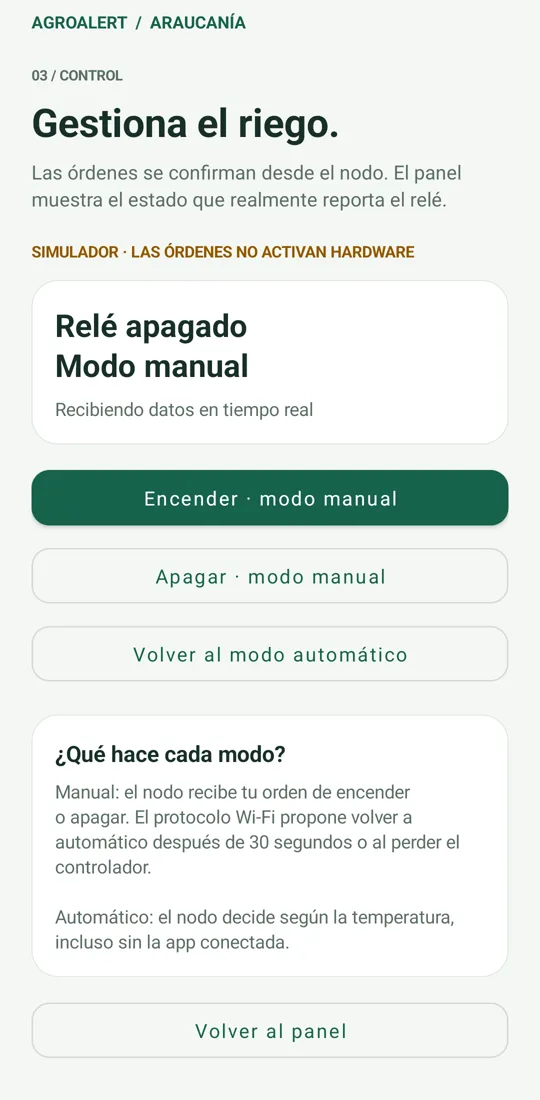 AGROALERT / ARAUCANÍA
03 / CONTROL
Gestiona el riego.
Las órdenes se confirman desde el nodo. El panel
muestra el estado que realmente reporta el relé.
SIMULADOR · LAS ÓRDENES NO ACTIVAN HARDWARE
Relé apagado
Modo manual
Recibiendo datos en tiempo real
Encender · modo manual
Apagar · modo manual
Volver al modo automático
¿Qué hace cada modo?
Manual: el nodo recibe tu orden de encender
o apagar. El protocolo Wi-Fi propone volver a
automático después de 30 segundos o al perder el
controlador.
Automático: el nodo decide según la temperatura,
incluso sin la app conectada.
Volver al panel